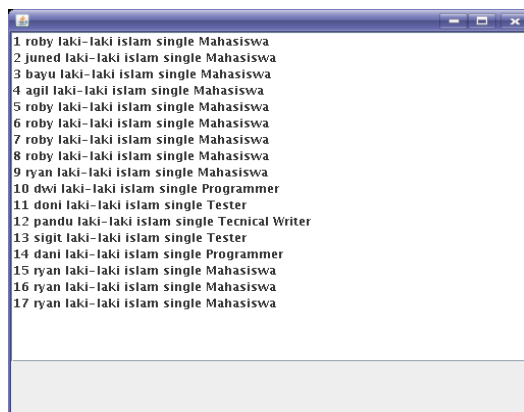 1 roby laki-laki islam single Mahasiswa
2 juned laki-laki islam single Mahasiswa
3 bayu laki-laki islam single Mahasiswa
4 agil laki-laki islam single Mahasiswa
5 roby laki-laki islam single Mahasiswa
6 roby laki-laki islam single Mahasiswa
7 roby laki-laki islam single Mahasiswa
8 roby laki-laki islam single Mahasiswa
9 ryan laki-laki islam single Mahasiswa
10 dwi laki-laki islam single Programmer
11 doni laki-laki islam single Tester
12 pandu laki-laki islam single Tecnical Writer
13 sigit laki-laki islam single Tester
14 dani laki-laki islam single Programmer
15 ryan laki-laki islam single Mahasiswa
16 ryan laki-laki islam single Mahasiswa
17 ryan laki-laki islam single Mahasiswa